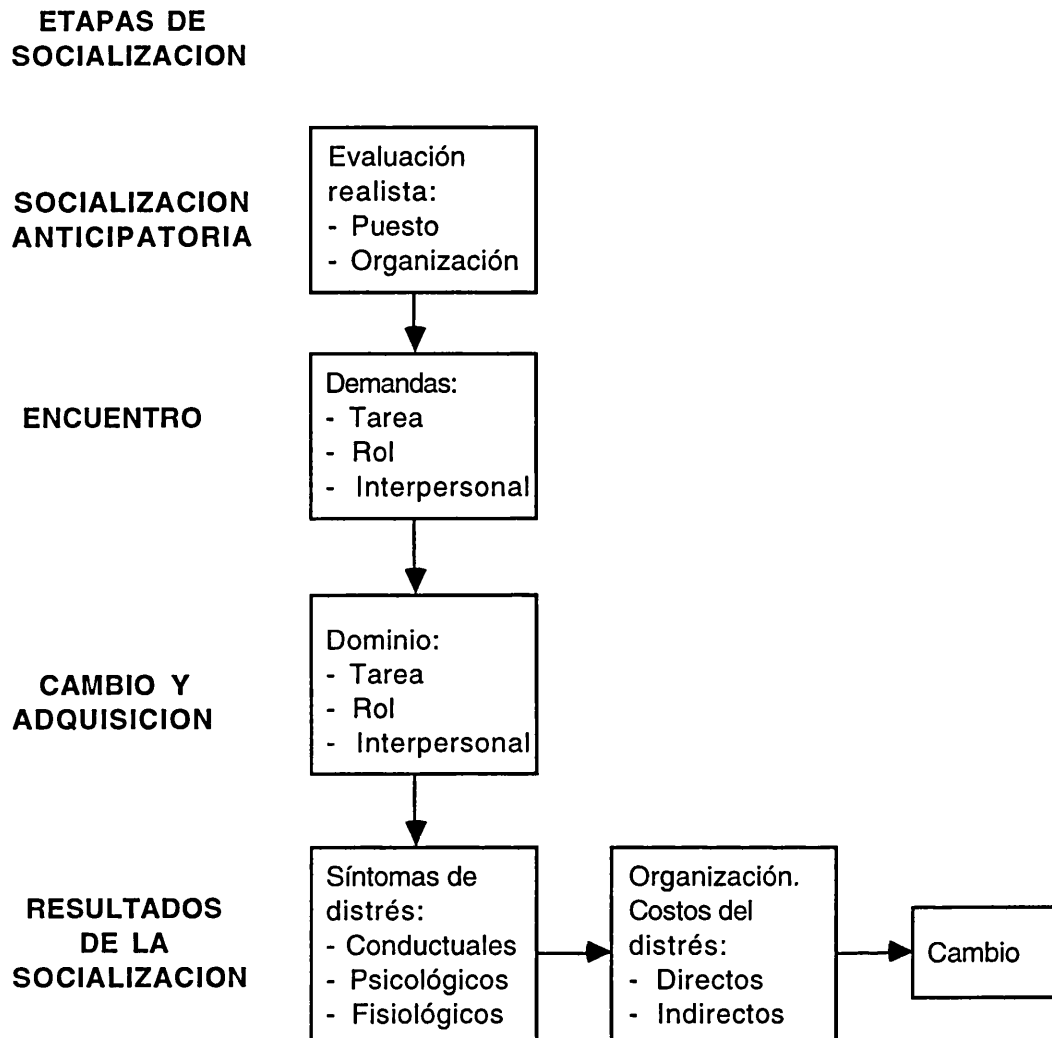 ETAPAS DE
SOCIALIZACION
SOCIALIZACION
ANTICIPATORIA
Evaluación
realista:
- Puesto
- Organización
ENCUENTRO
Demandas:
- Tarea
- Rol
- Interpersonal
CAMBIO Y
ADQUISICION
Dominio:
- Tarea
- Rol
- Interpersonal
RESULTADOS
DE LA
SOCIALIZACION
Síntomas de
distrés:
- Conductuales
- Psicológicos
- Fisiológicos
Organización.
Costos del
distrés:
- Directos
- Indirectos
Cambio